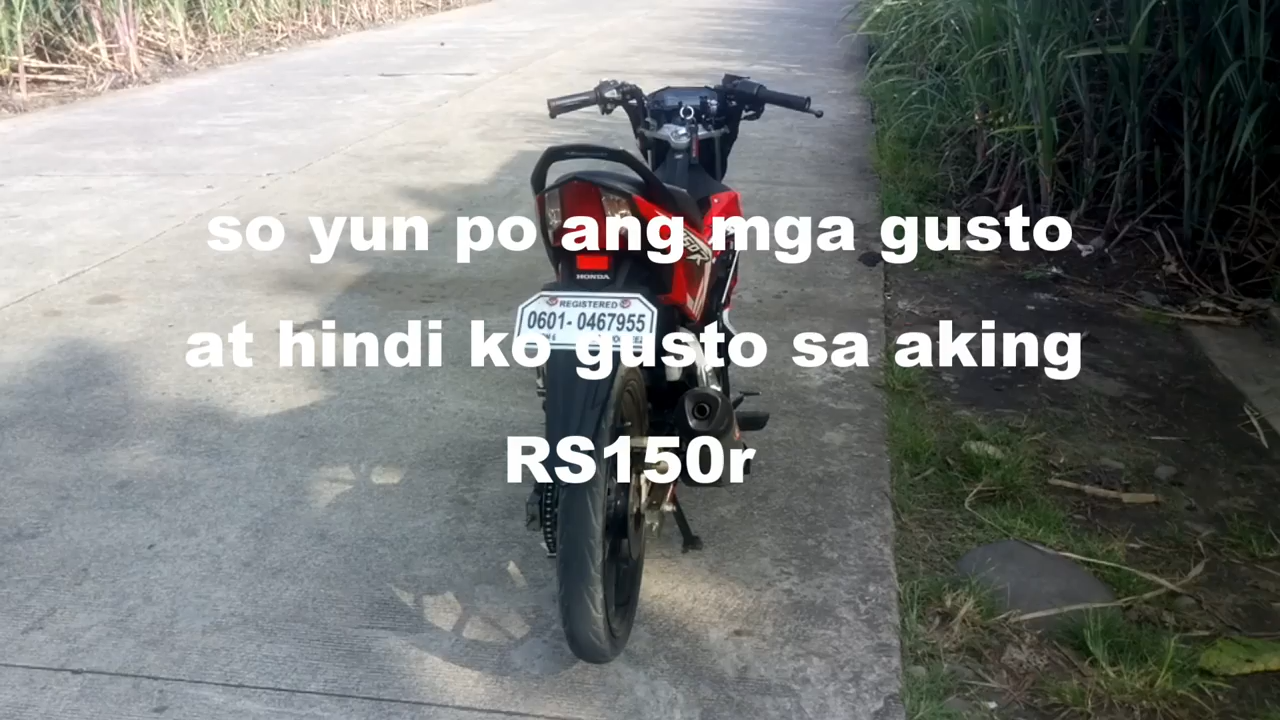 so yun po ang mga gusto
at hindi ko gusto sa aking
RS150r
HONDA
REGISTERED
0601- 0467955